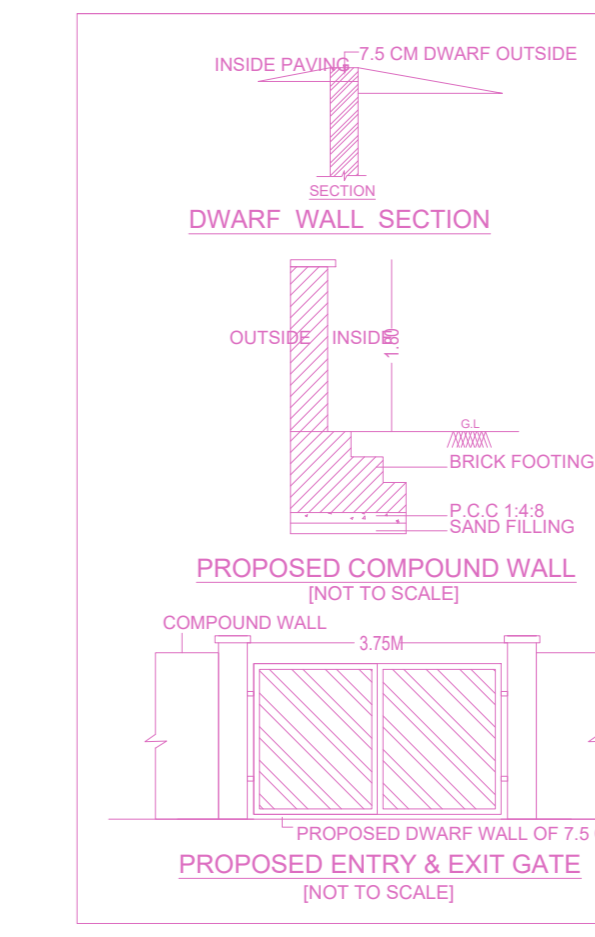 7.5 CM DWARF OUTSIDE
INSIDE PAVING
SECTION
DWARF WALL SECTION
OUTSIDE INSIDE
G.L
BRICK FOOTING
P.C.C 1:4:8
SAND FILLING
PROPOSED COMPOUND WALL
[NOT TO SCALE]
COMPOUND WALL
3.75M
PROPOSED DWARF WALL OF 7.5
PROPOSED ENTRY & EXIT GATE
[NOT TO SCALE]